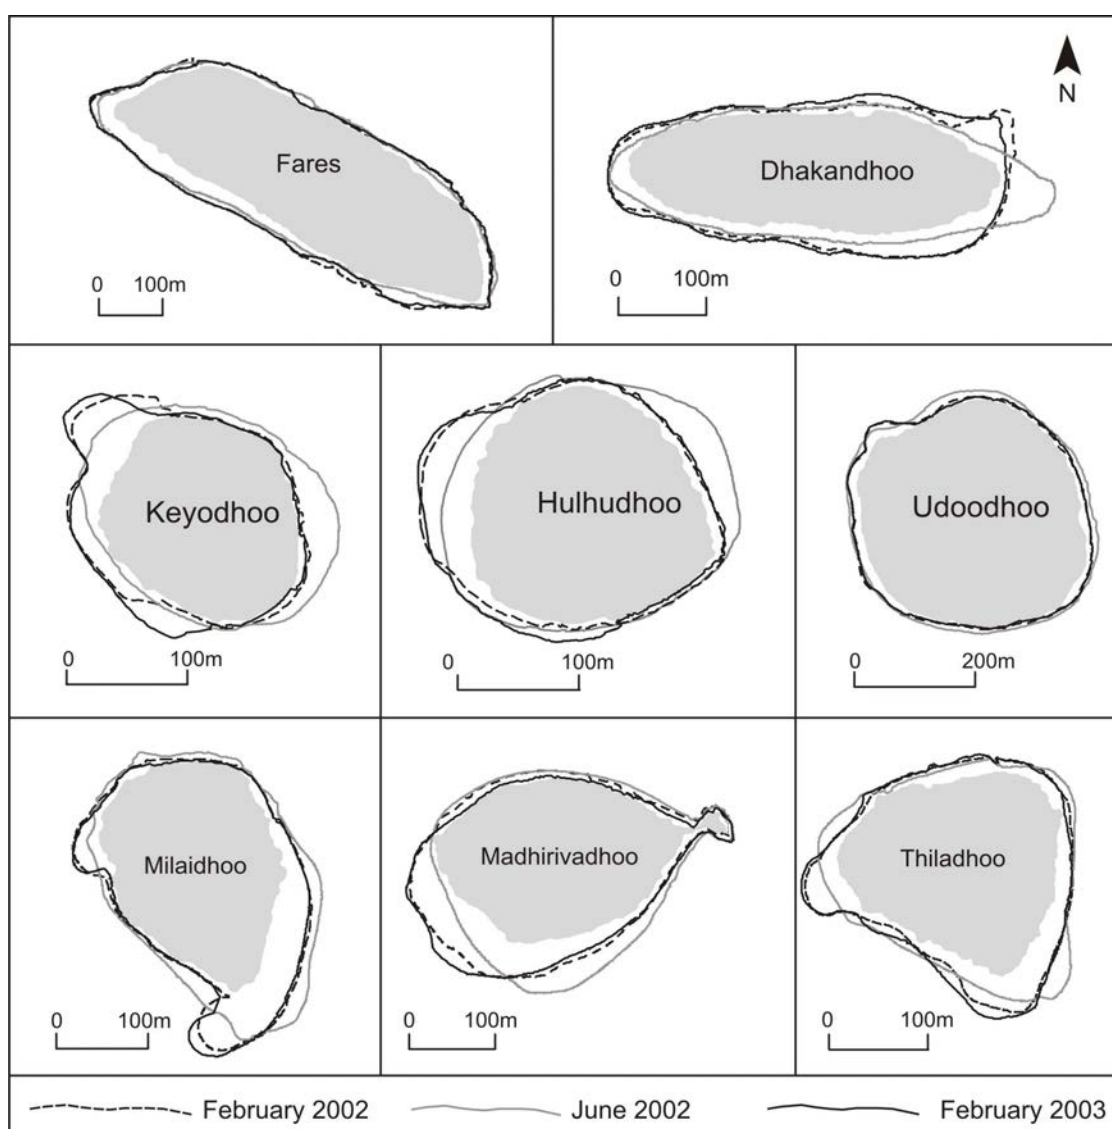 Fares
0 100m
Dhakandhoo
0 100m
N
Keyodhoo
0 100m
Hulhudhoo
0 100m
Udoodhoo
0 200m
Milaidhoo
0 100m
Madhirivadhoo
0 100m
Thiladhoo
0 100m
February 2002 June 2002 February 2003